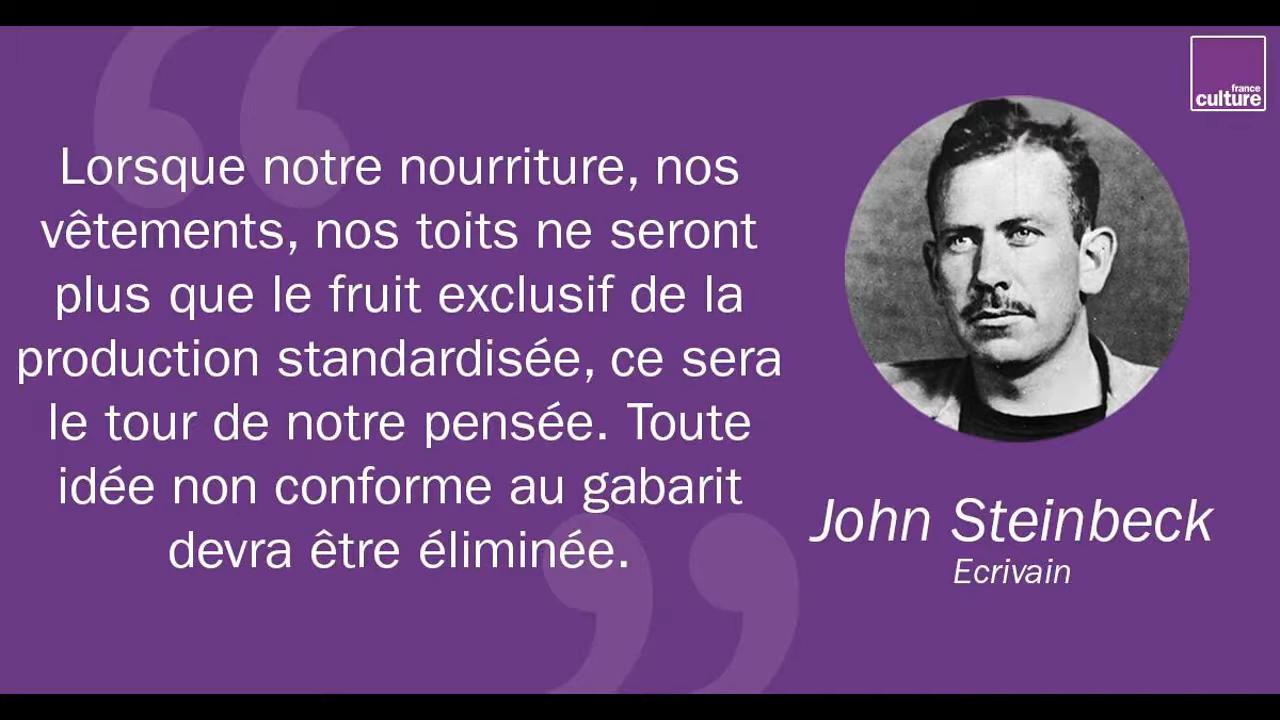 france
culture
Lorsque notre nourriture, nos
vêtements, nos toits ne seront
plus que le fruit exclusif de la
production standardisée, ce sera
le tour de notre pensée. Toute
idée non conforme au gabarit
devra être éliminée.
John Steinbeck
Ecrivain